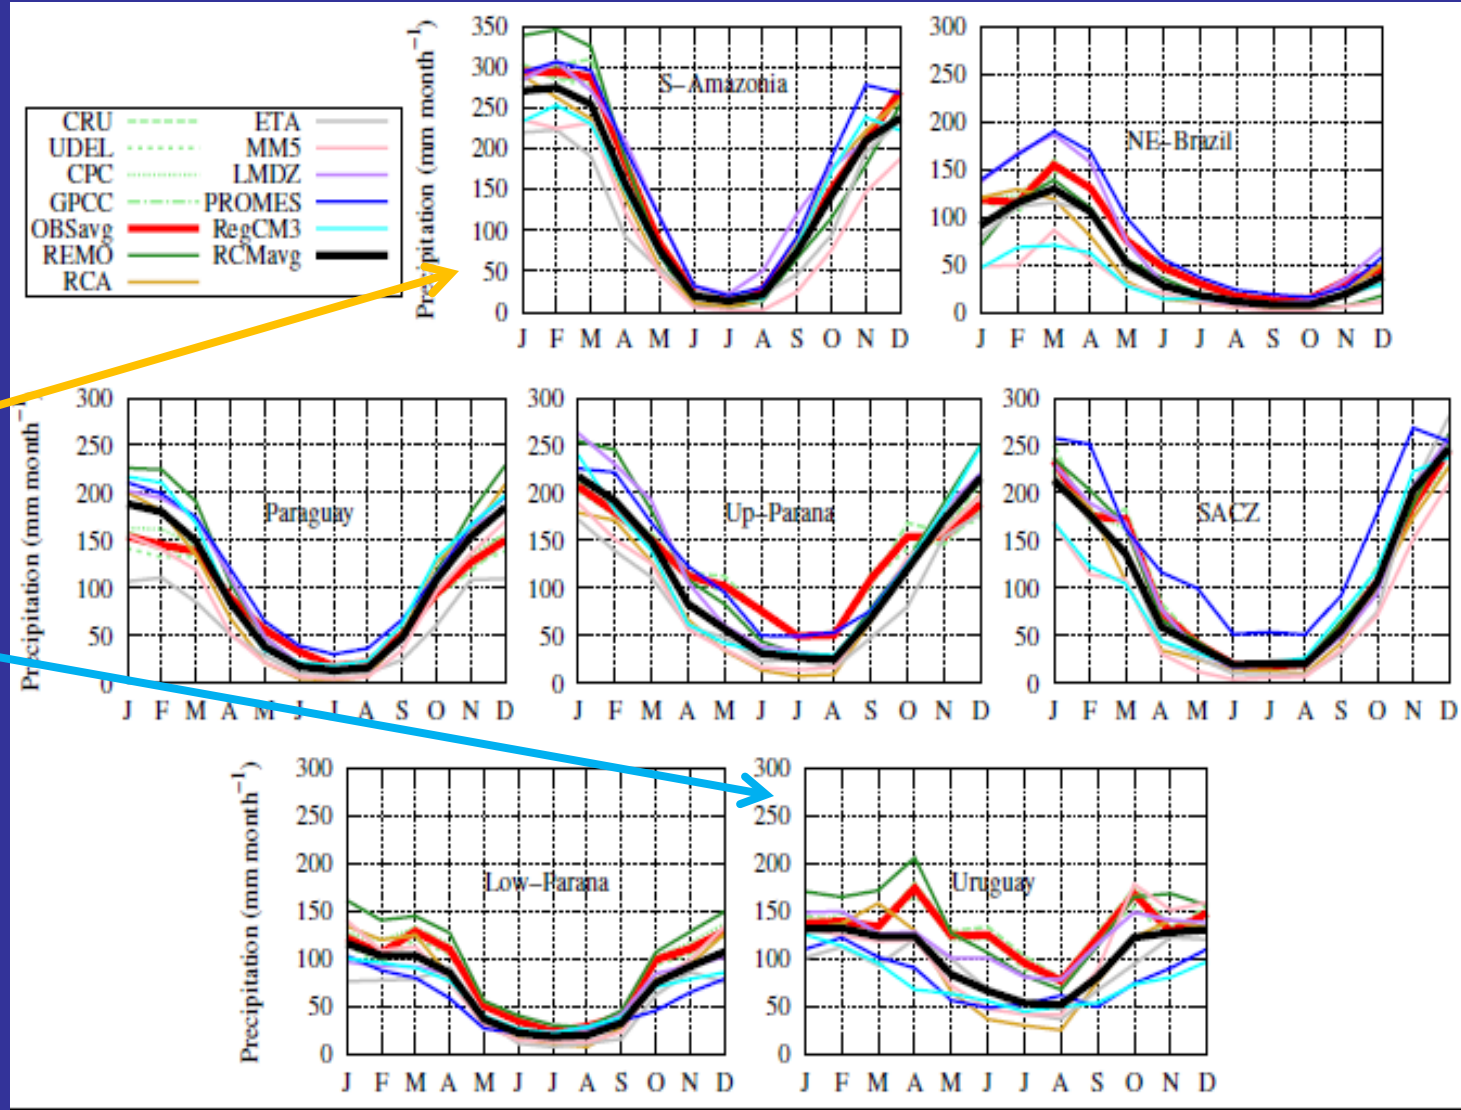 Precipitation (mm month⁻¹)
350
300
250
200
150
100
50
0
S–Amazonia
J F M A M J J A S O N D
300
250
200
150
100
50
0
NE–Brazil
J F M A M J J A S O N D
CRU ETA
UDEL MM5
CPC LMDZ
GPCC PROMES
OBSavg RegCM3
REMO RCMavg
RCA
Precipitation (mm month⁻¹)
300
250
200
150
100
50
0
Paraguay
J F M A M J J A S O N D
300
250
200
150
100
50
0
Up–Parana
J F M A M J J A S O N D
300
250
200
150
100
50
0
SACZ
J F M A M J J A S O N D
Precipitation (mm month⁻¹)
300
250
200
150
100
50
0
Low–Parana
J F M A M J J A S O N D
300
250
200
150
100
50
0
Uruguay
J F M A M J J A S O N D